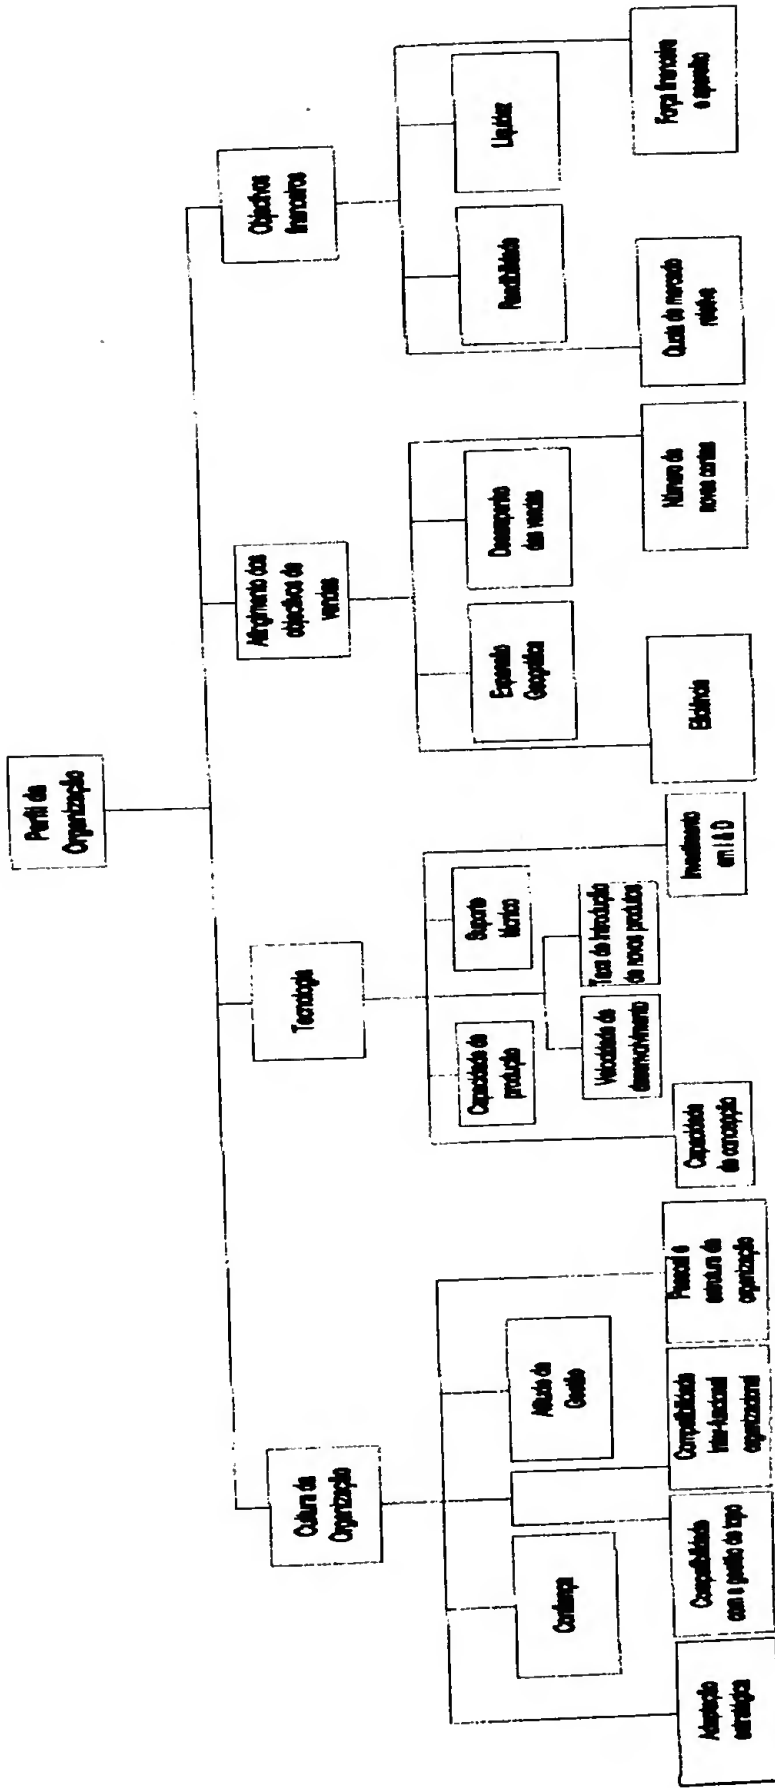 Perfil da
Organização
Cultura da
Organização
Tecnologia
Atingimento dos
objectivos de
vendas
Objectivos
financeiros
Confiança
Atitude da
Gestão
Adaptação
estratégica
Compatibilidade
com a gestão de topo
Compatibilidade
inter-funcional
organizacional
Pessoal e
estrutura da
organização
Capacidade de
produção
Suporte
técnico
Velocidade de
desenvolvimento
Taxa de introdução
de novos produtos
Capacidade
de concepção
Investimento
em I & D
Expansão
Geográfica
Desempenho
das vendas
Eficiência
Número de
novas contas
Rendibilidade
Liquidez
Quota de mercado
relativa
Força financeira
e aparelho